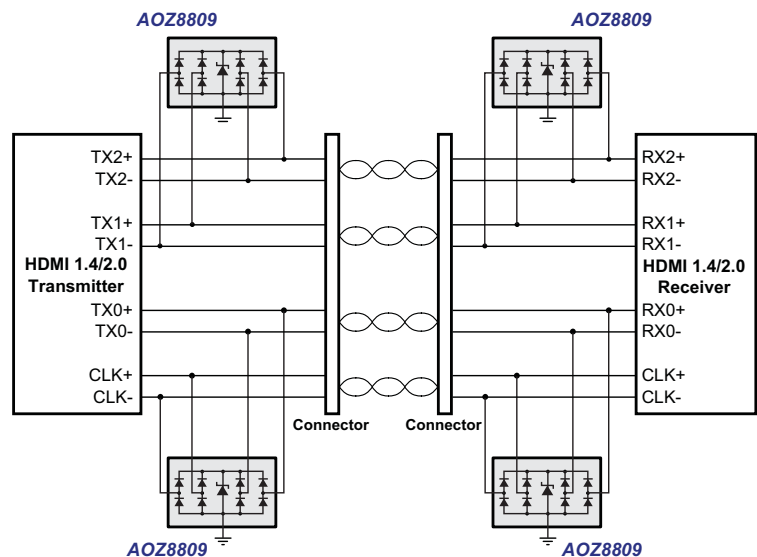 AOZ8809
AOZ8809
TX2+
TX2-
TX1+
TX1-
HDMI 1.4/2.0
Transmitter
TX0+
TX0-
CLK+
CLK-
RX2+
RX2-
RX1+
RX1-
HDMI 1.4/2.0
Receiver
RX0+
RX0-
CLK+
CLK-
Connector
Connector
AOZ8809
AOZ8809